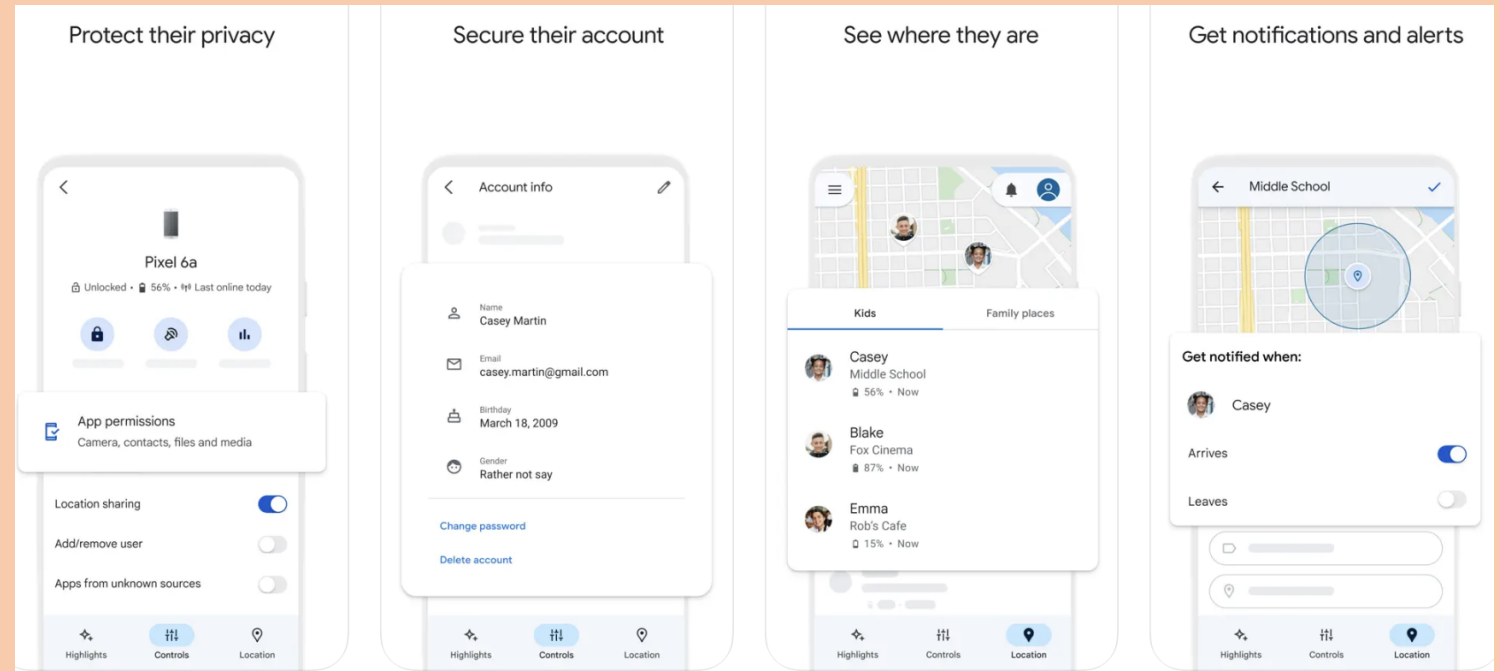 Protect their privacy
Pixel 6a
Unlocked • 56% • Last online today
App permissions
Camera, contacts, files and media
Location sharing
Add/remove user
Apps from unknown sources
Highlights
Controls
Location
Secure their account
Account info
Name
Casey Martin
Email
casey.martin@gmail.com
Birthday
March 18, 2009
Gender
Rather not say
Change password
Delete account
Highlights
Controls
Location
See where they are
Kids
Family places
Casey
Middle School
56% • Now
Blake
Fox Cinema
87% • Now
Emma
Rob's Cafe
15% • Now
Highlights
Controls
Location
Get notifications and alerts
Middle School
Get notified when:
Casey
Arrives
Leaves
Highlights
Controls
Location